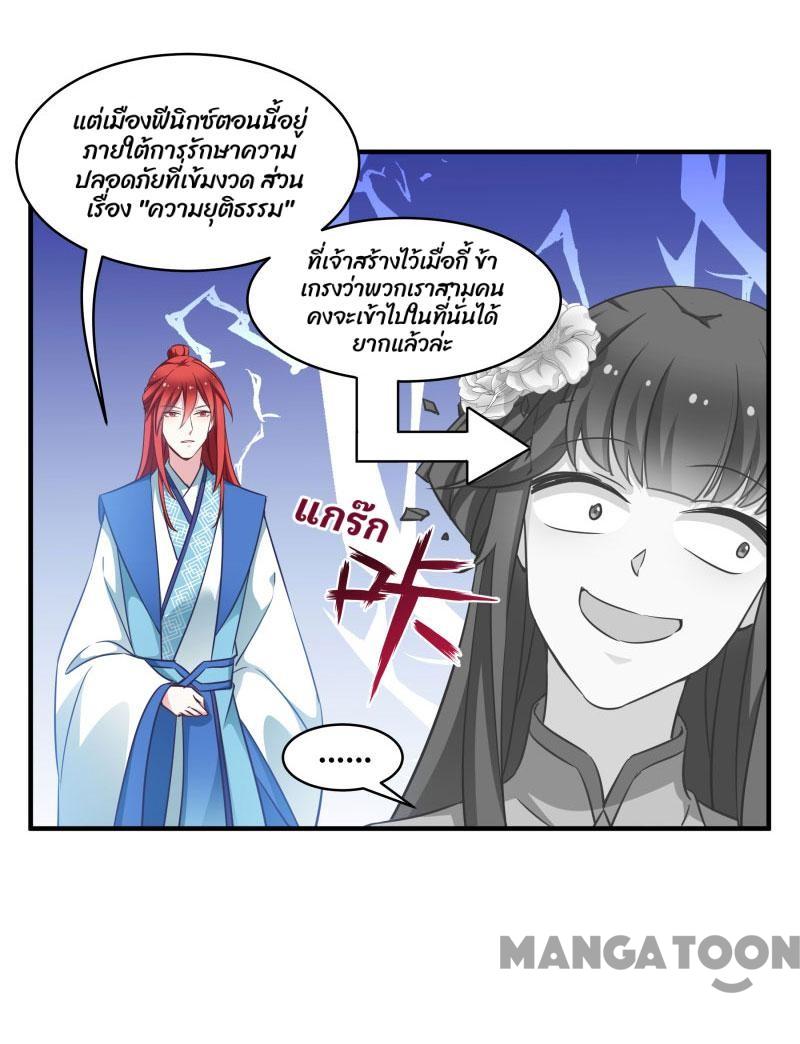 แต่เมืองฟีนิกซ์ตอนนี้อยู่
ภายใต้การรักษาความ
ปลอดภัยที่เข้มงวด ส่วน
เรื่อง "ความยุติธรรม"
ที่เจ้าสร้างไว้เมื่อกี้ ข้า
เกรงว่าพวกเราสามคน
คงจะเข้าไปในที่นั่นได้
ยากแล้วล่ะ
แกร๊ก
咔
......
MANGATOON